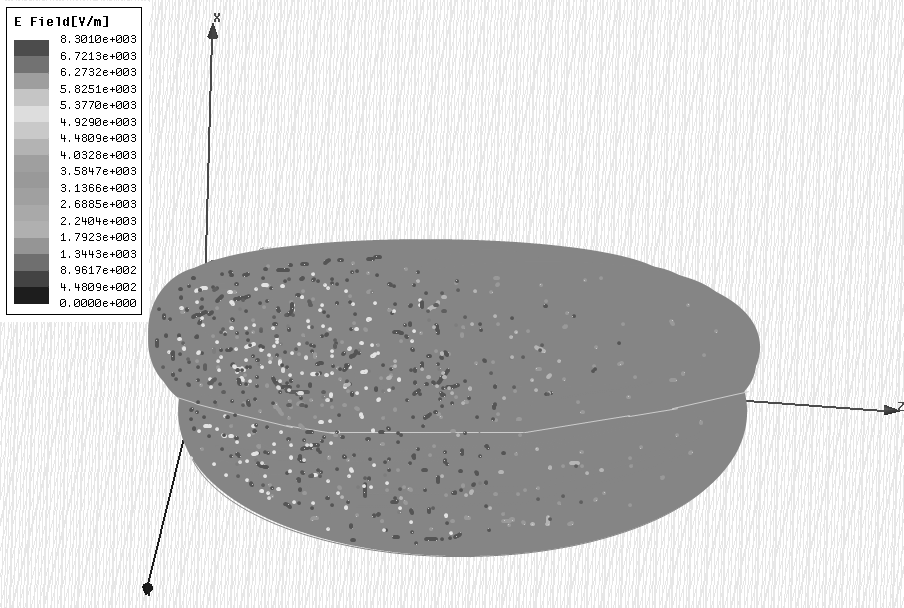 E Field[V/m]
8.3010e+003
6.7213e+003
6.2732e+003
5.8251e+003
5.3770e+003
4.9290e+003
4.4809e+003
4.0328e+003
3.5847e+003
3.1366e+003
2.6885e+003
2.2404e+003
1.7923e+003
1.3443e+003
8.9617e+002
4.4809e+002
0.0000e+000
X
Z